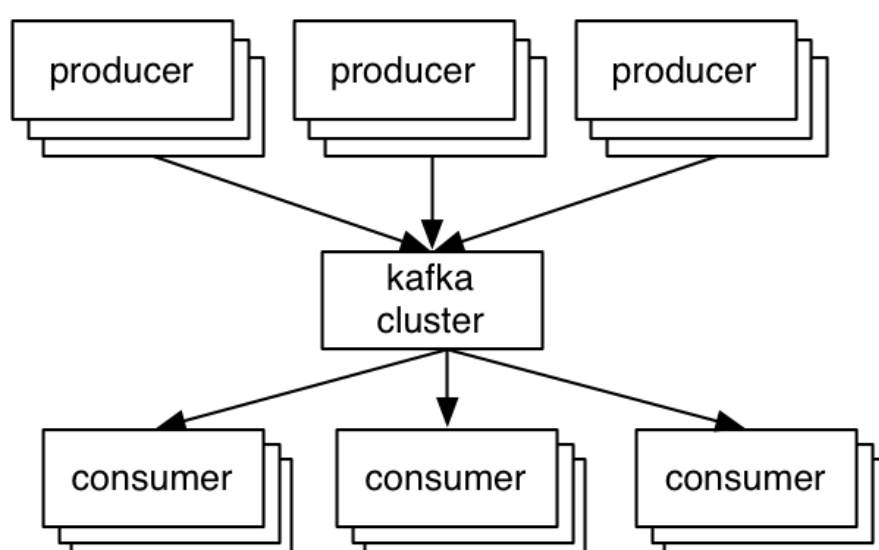 producer
producer
producer
kafka
cluster
consumer
consumer
consumer